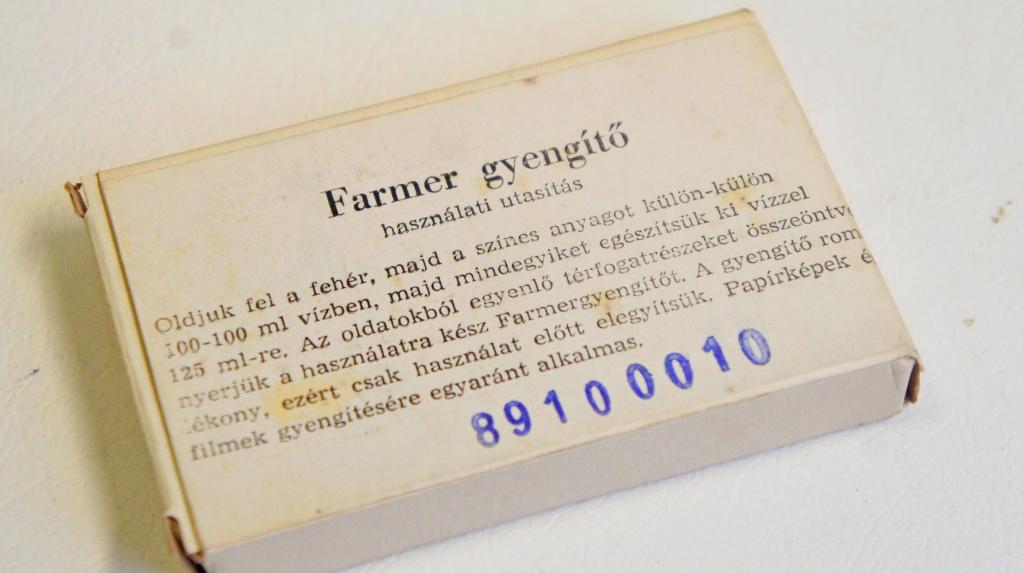 Farmer gyengítő
használati utasítás
Oldjuk fel a fehér, majd a színes anyagot külön-külön
100-100 ml vízben, majd mindegyiket egészítsük ki vízzel
125 ml-re. Az oldatokból egyenlő térfogatrészeket összeöntv
nyerjük a használatra kész Farmergyengítőt. A gyengítő rom
lékony, ezért csak használat előtt elegyítsük. Papírképek é
filmek gyengítésére egyaránt alkalmas.
89100010